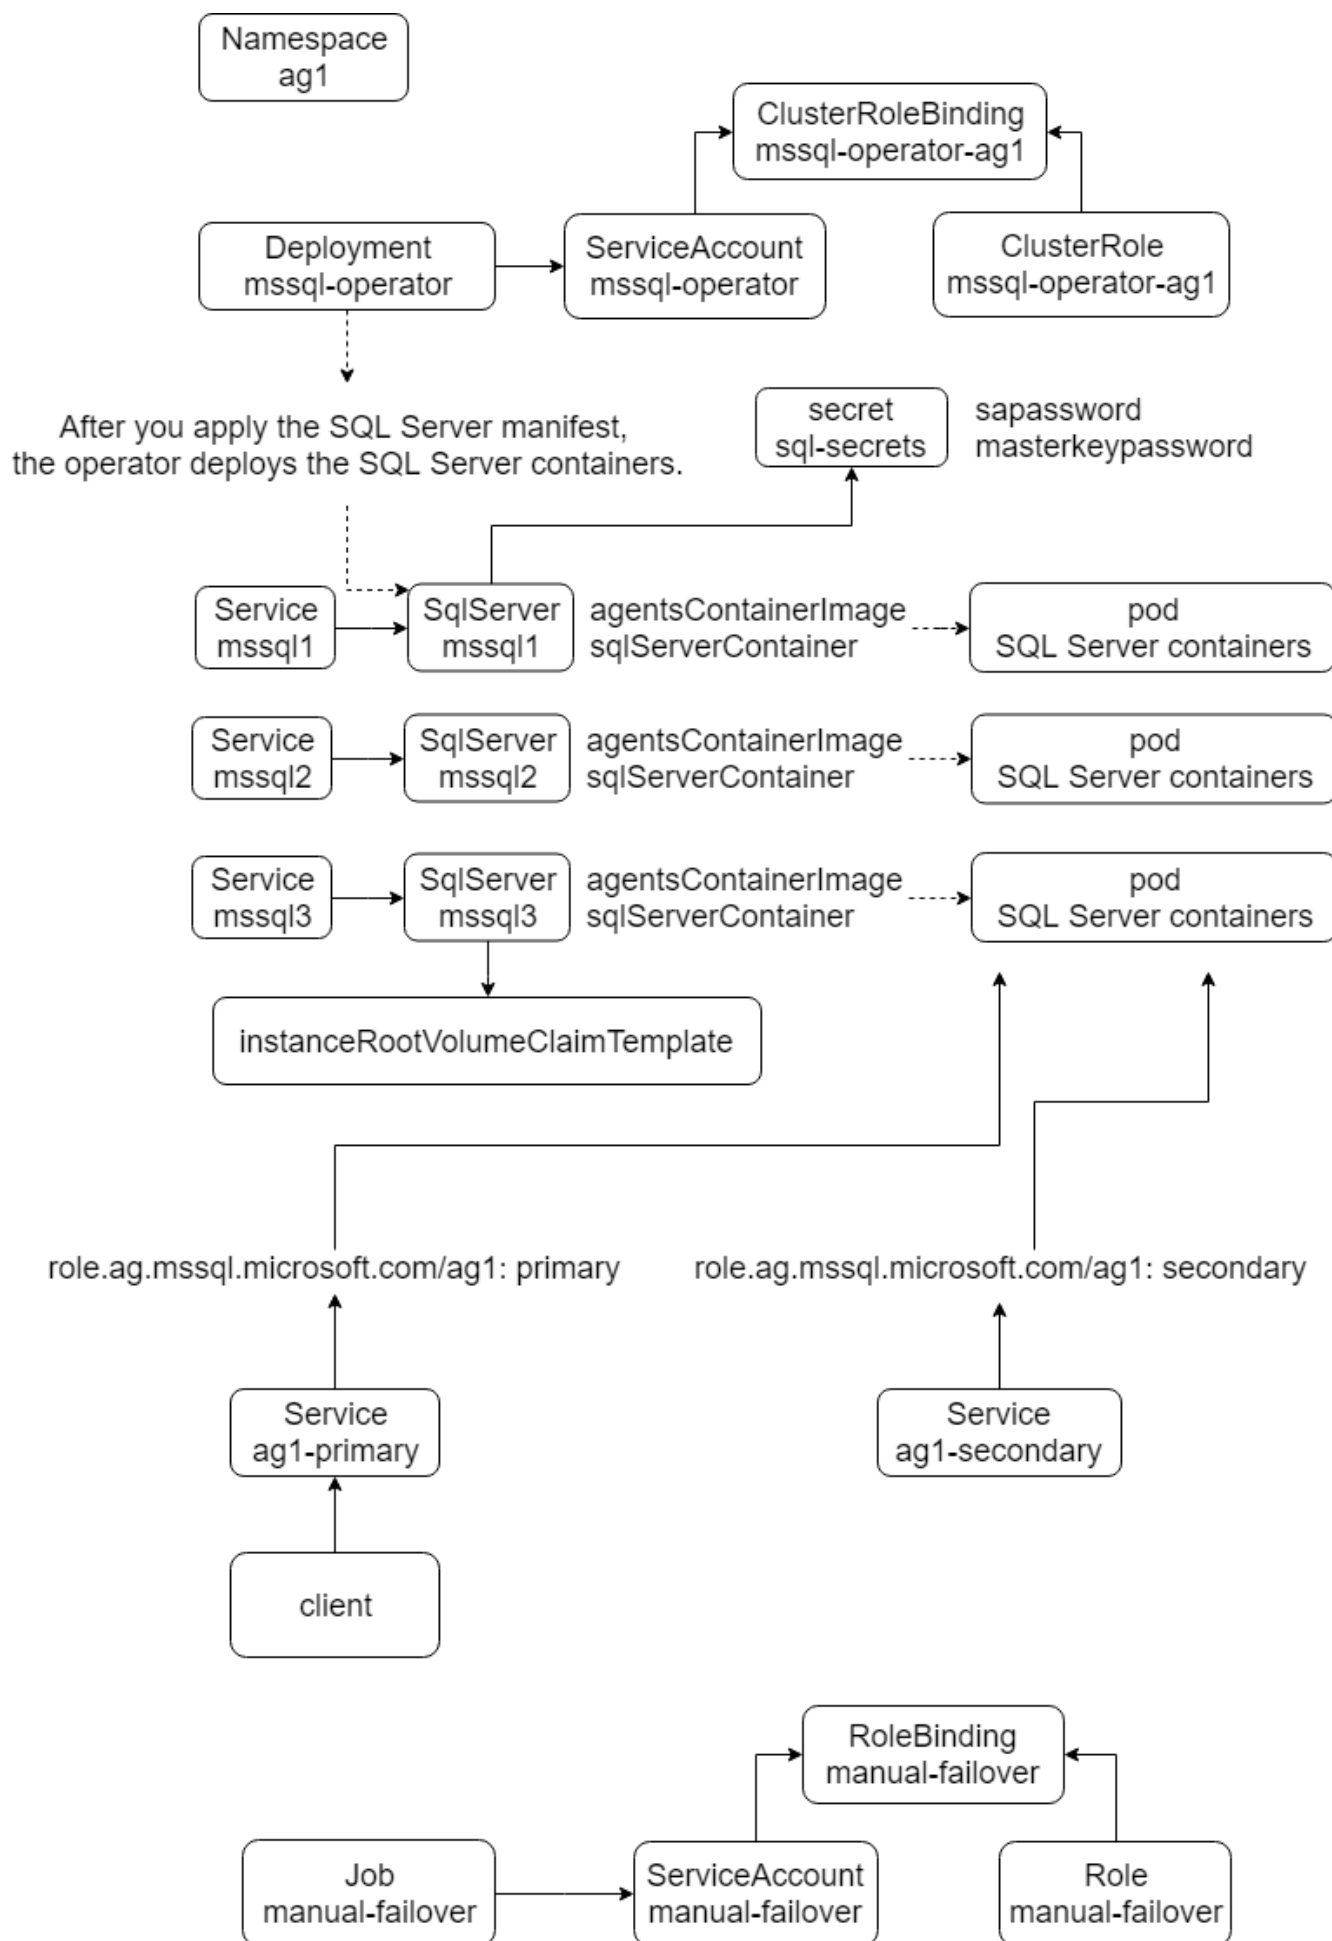 Namespace
ag1
ClusterRoleBinding
mssql-operator-ag1
Deployment
mssql-operator
ServiceAccount
mssql-operator
ClusterRole
mssql-operator-ag1
After you apply the SQL Server manifest,
the operator deploys the SQL Server containers.
secret
sql-secrets
sapassword
masterkeypassword
Service
mssql1
SqlServer
mssql1
agentsContainerImage
sqlServerContainer
pod
SQL Server containers
Service
mssql2
SqlServer
mssql2
agentsContainerImage
sqlServerContainer
pod
SQL Server containers
Service
mssql3
SqlServer
mssql3
agentsContainerImage
sqlServerContainer
pod
SQL Server containers
instanceRootVolumeClaimTemplate
role.ag.mssql.microsoft.com/ag1: primary
role.ag.mssql.microsoft.com/ag1: secondary
Service
ag1-primary
Service
ag1-secondary
client
RoleBinding
manual-failover
Job
manual-failover
ServiceAccount
manual-failover
Role
manual-failover